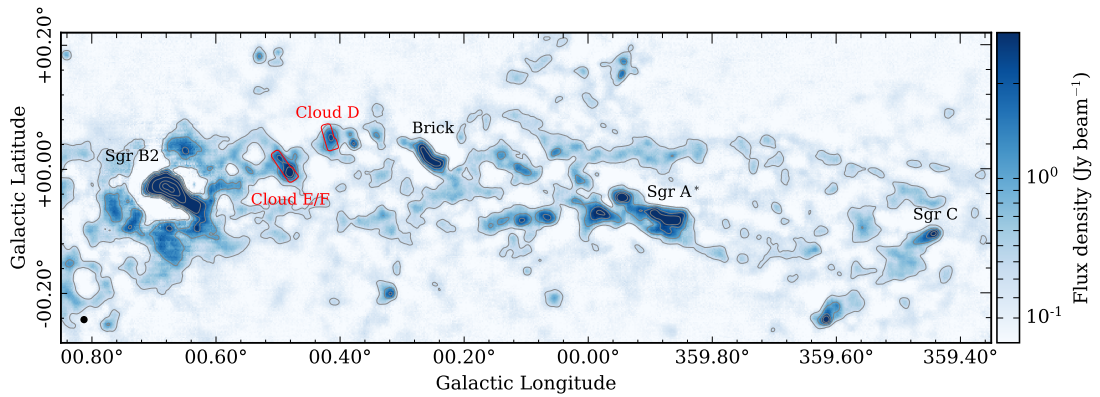 +00.20°
+00.00°
-00.20°
Galactic Latitude
Cloud D
Brick
Sgr B2
Cloud E/F
Sgr A*
Sgr C
00.80° 00.60° 00.40° 00.20° 00.00° 359.80° 359.60° 359.40°
Galactic Longitude
10⁰
10⁻¹
Flux density (Jy beam⁻¹)